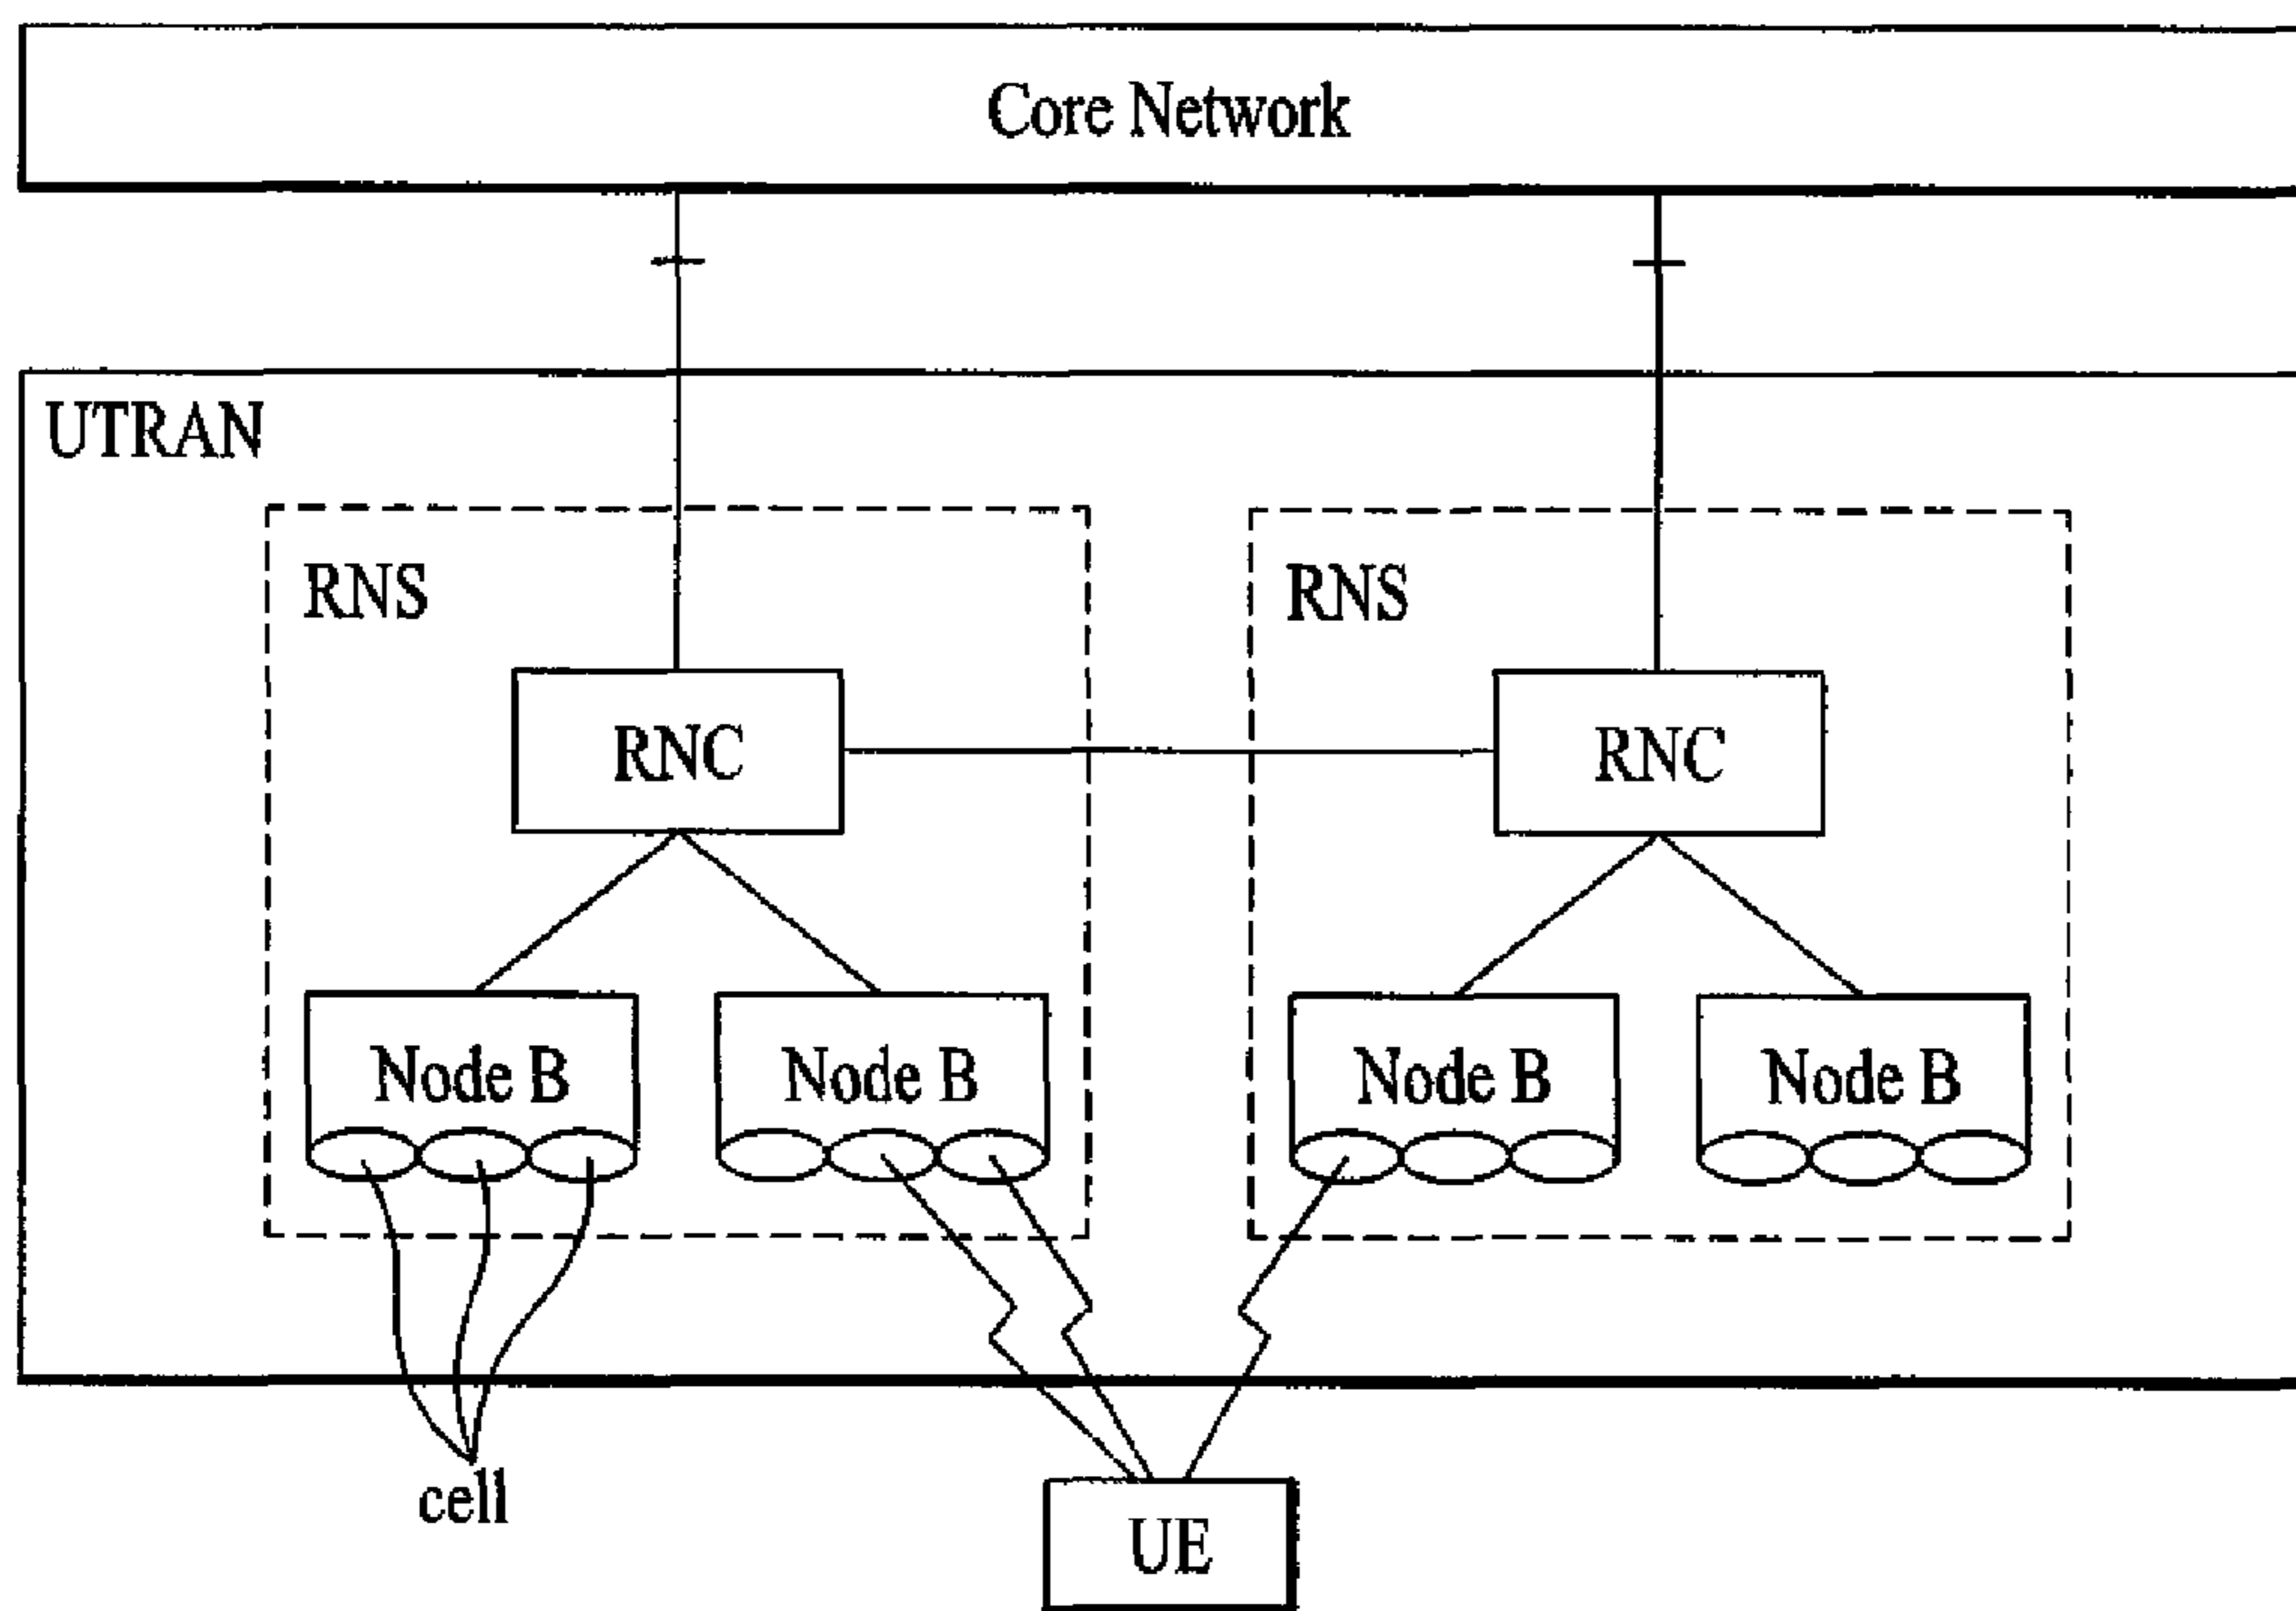 Core Network
UTRAN
RNS
RNS
RNC
RNC
Node B
Node B
Node B
Node B
cell
UE